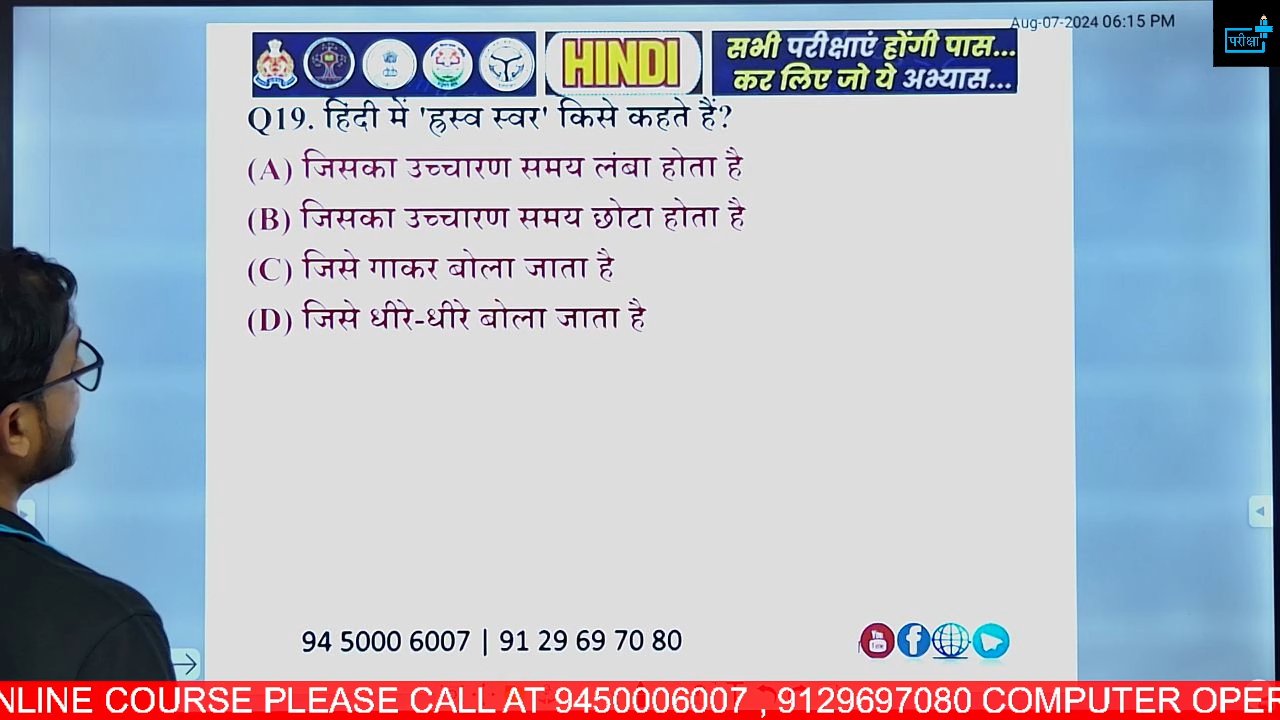 Aug-07-2024 06:15 PM
परीक्षा
HINDI
सभी परीक्षाएं होंगी पास...
कर लिए जो ये अभ्यास...
Q19. हिंदी में 'ह्रस्व स्वर' किसे कहते हैं?
(A) जिसका उच्चारण समय लंबा होता है
(B) जिसका उच्चारण समय छोटा होता है
(C) जिसे गाकर बोला जाता है
(D) जिसे धीरे-धीरे बोला जाता है
94 5000 6007 | 91 29 69 70 80
You
NLINE COURSE PLEASE CALL AT 9450006007 , 9129697080 COMPUTER OPER